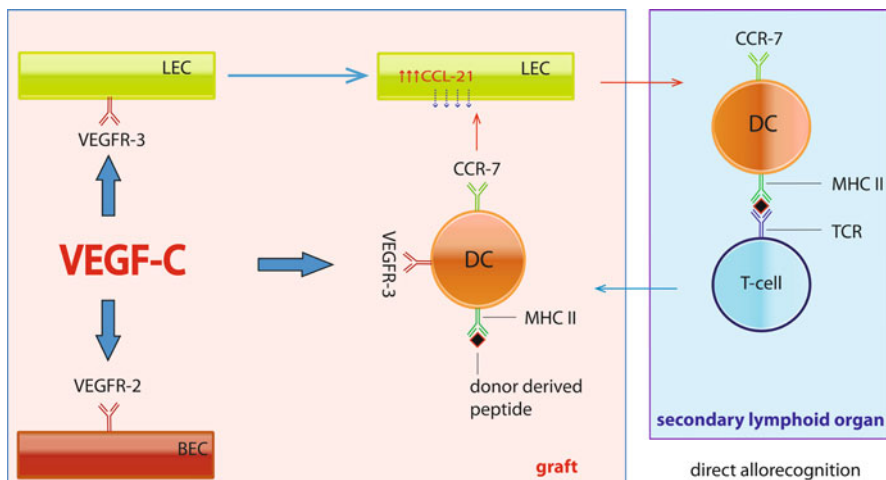 LEC
↑↑↑CCL-21
LEC
VEGFR-3
CCR-7
VEGF-C
VEGFR-3
DC
MHC II
donor derived
peptide
VEGFR-2
BEC
graft
CCR-7
DC
MHC II
TCR
T-cell
secondary lymphoid organ
direct allorecognition